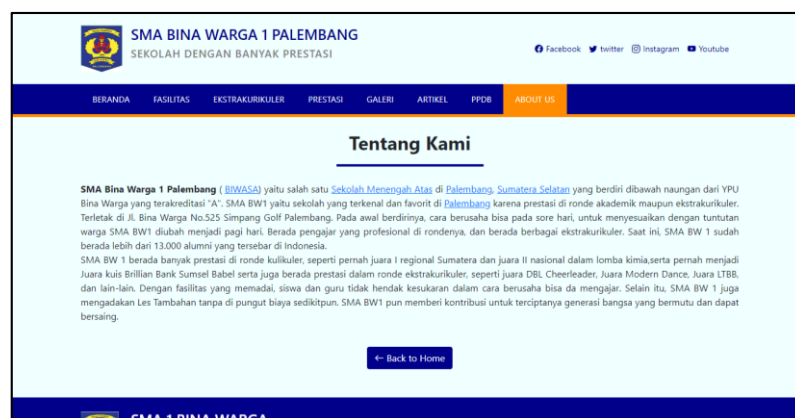 SMA BINA WARGA 1 PALEMBANG
SEKOLAH DENGAN BANYAK PRESTASI
Facebook twitter Instagram Youtube
BERANDA FASILITAS EKSTRAKURIKULER PRESTASI GALERI ARTIKEL PPDB ABOUT US
Tentang Kami
SMA Bina Warga 1 Palembang ( BIWASA) yaitu salah satu Sekolah Menengah Atas di Palembang, Sumatera Selatan yang berdiri dibawah naungan dari YPU
Bina Warga yang terakreditasi "A". SMA BW1 yaitu sekolah yang terkenal dan favorit di Palembang karena prestasi di ronde akademik maupun ekstrakurikuler.
Terletak di Jl. Bina Warga No.525 Simpang Golf Palembang. Pada awal berdirinya, cara berusaha bisa pada sore hari, untuk menyesuaikan dengan tuntutan
warga SMA BW1 diubah menjadi pagi hari. Berada pengajar yang profesional di rondenya, dan berada berbagai ekstrakurikuler. Saat ini, SMA BW 1 sudah
berada lebih dari 13.000 alumni yang tersebar di Indonesia.
SMA BW 1 berada banyak prestasi di ronde kulikuler, seperti pernah juara I regional Sumatera dan juara II nasional dalam lomba kimia,serta pernah menjadi
Juara kuis Brillian Bank Sumsel Babel serta juga berada prestasi dalam ronde ekstrakurikuler, seperti juara DBL Cheerleader, Juara Modern Dance, Juara LTBB,
dan lain-lain. Dengan fasilitas yang memadai, siswa dan guru tidak hendak kesukaran dalam cara berusaha bisa da mengajar. Selain itu, SMA BW 1 juga
mengadakan Les Tambahan tanpa di pungut biaya sedikitpun. SMA BW1 pun memberi kontribusi untuk terciptanya generasi bangsa yang bermutu dan dapat
bersaing.
← Back to Home
SMA 1 BINA WARGA